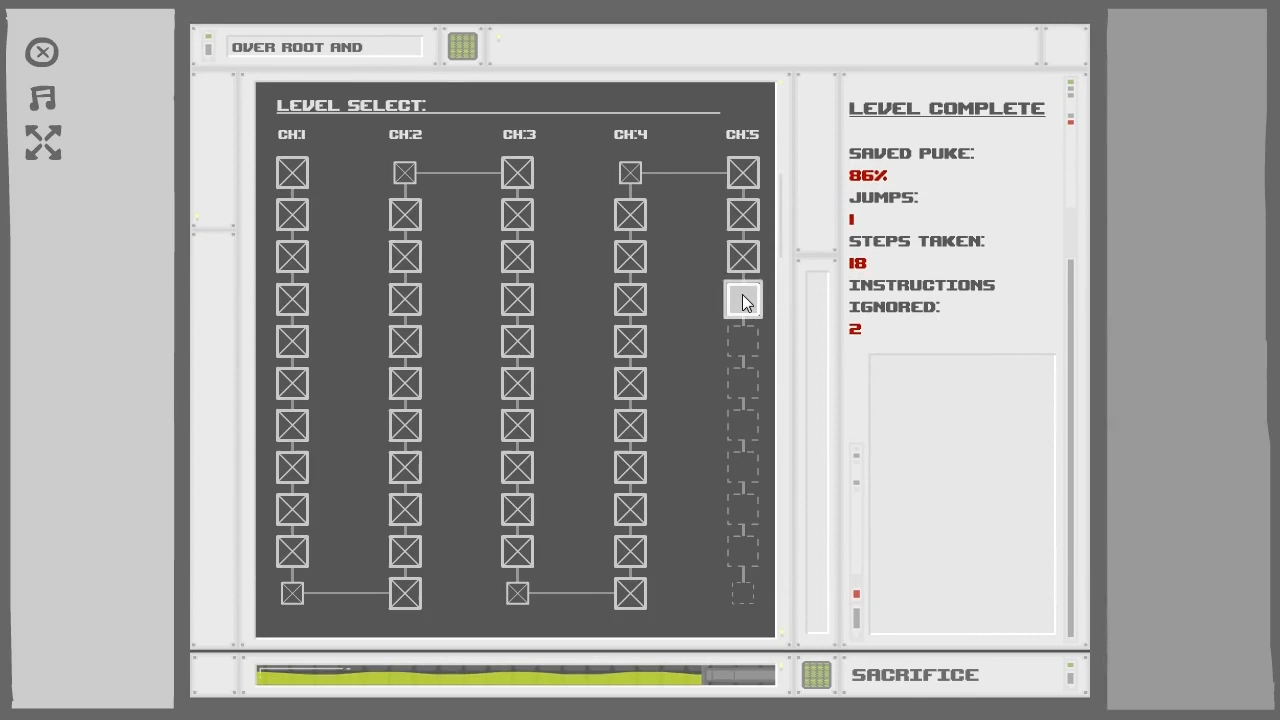 OVER ROOT AND
LEVEL SELECT:
CH:1 CH:2 CH:3 CH:4 CH:5
LEVEL COMPLETE
SAVED PUKE:
86%
JUMPS:
1
STEPS TAKEN:
18
INSTRUCTIONS
IGNORED:
2
SACRIFICE